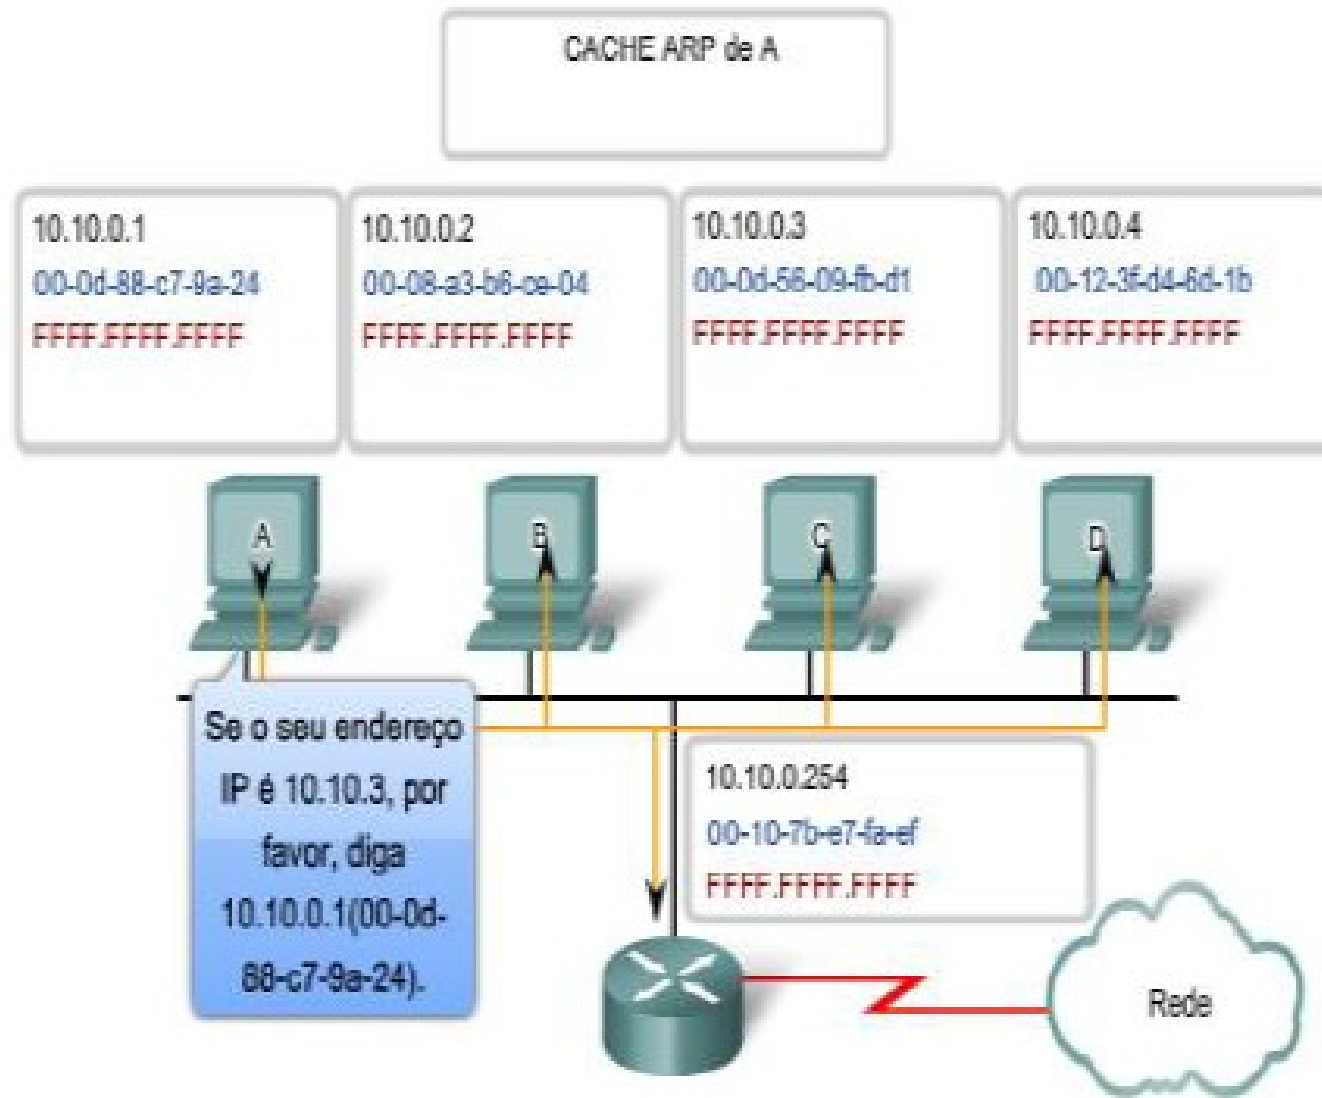 CACHE ARP de A
10.10.0.1
00-0d-88-c7-9a-24
FFFF.FFFF.FFFF
10.10.0.2
00-08-a3-b6-ce-04
FFFF.FFFF.FFFF
10.10.0.3
00-0d-56-09-fb-d1
FFFF.FFFF.FFFF
10.10.0.4
00-12-3f-d4-6d-1b
FFFF.FFFF.FFFF
A
B
C
D
Se o seu endereço
IP é 10.10.3, por
favor, diga
10.10.0.1(00-0d-
88-c7-9a-24).
10.10.0.254
00-10-7b-e7-fa-ef
FFFF.FFFF.FFFF
Rede